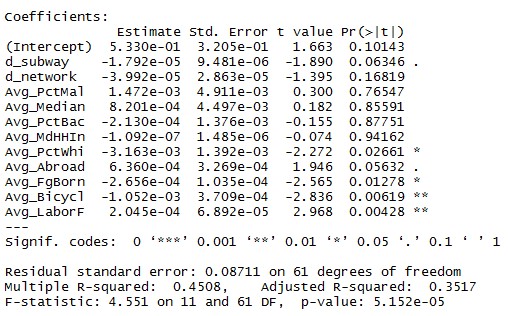 Coefficients:
Estimate Std. Error t value Pr(>|t|)
(Intercept) 5.330e-01 3.205e-01 1.663 0.10143
d_subway -1.792e-05 9.481e-06 -1.890 0.06346 .
d_network -3.992e-05 2.863e-05 -1.395 0.16819
Avg_PctMal 1.472e-03 4.911e-03 0.300 0.76547
Avg_Median 8.201e-04 4.497e-03 0.182 0.85591
Avg_PctBac -2.130e-04 1.376e-03 -0.155 0.87751
Avg_MdHHIn -1.092e-07 1.485e-06 -0.074 0.94162
Avg_PctWhi -3.163e-03 1.392e-03 -2.272 0.02661 *
Avg_Abroad 6.360e-04 3.269e-04 1.946 0.05632 .
Avg_FgBorn -2.656e-04 1.035e-04 -2.565 0.01278 *
Avg_Bicycl -1.052e-03 3.709e-04 -2.836 0.00619 **
Avg_LaborF 2.045e-04 6.892e-05 2.968 0.00428 **
---
Signif. codes: 0 ‘***’ 0.001 ‘**’ 0.01 ‘*’ 0.05 ‘.’ 0.1 ‘ ’ 1
Residual standard error: 0.08711 on 61 degrees of freedom
Multiple R-squared: 0.4508, Adjusted R-squared: 0.3517
F-statistic: 4.551 on 11 and 61 DF, p-value: 5.152e-05